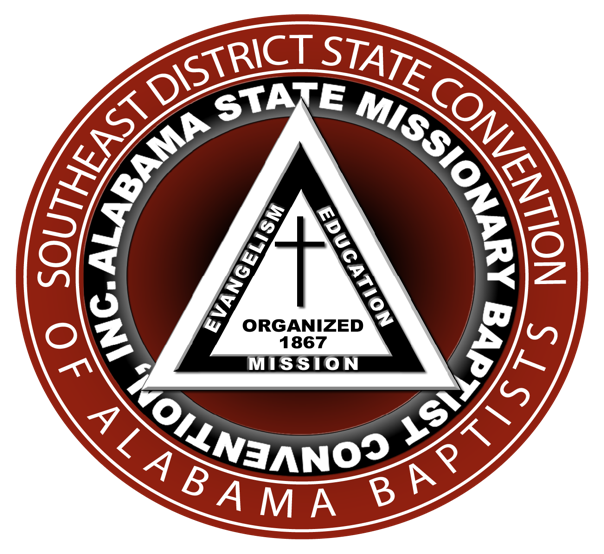 SOUTHEAST DISTRICT STATE CONVENTION
OF ALABAMA BAPTISTS
ALABAMA STATE MISSIONARY BAPTIST CONVENTION, INC.
EVANGELISM
EDUCATION
ORGANIZED
1867
MISSION